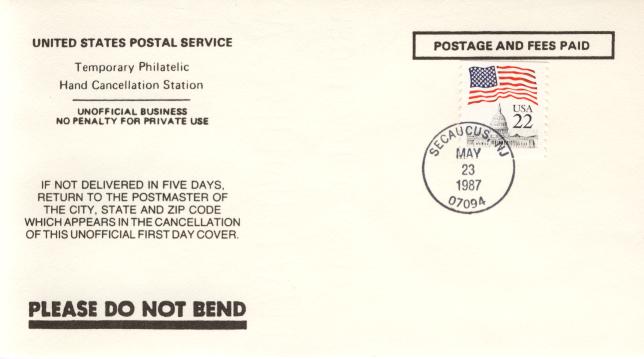 UNITED STATES POSTAL SERVICE
Temporary Philatelic
Hand Cancellation Station
UNOFFICIAL BUSINESS
NO PENALTY FOR PRIVATE USE
POSTAGE AND FEES PAID
USA
22
SECAUCUS, NJ
MAY
23
1987
07094
IF NOT DELIVERED IN FIVE DAYS,
RETURN TO THE POSTMASTER OF
THE CITY, STATE AND ZIP CODE
WHICH APPEARS IN THE CANCELLATION
OF THIS UNOFFICIAL FIRST DAY COVER.
PLEASE DO NOT BEND